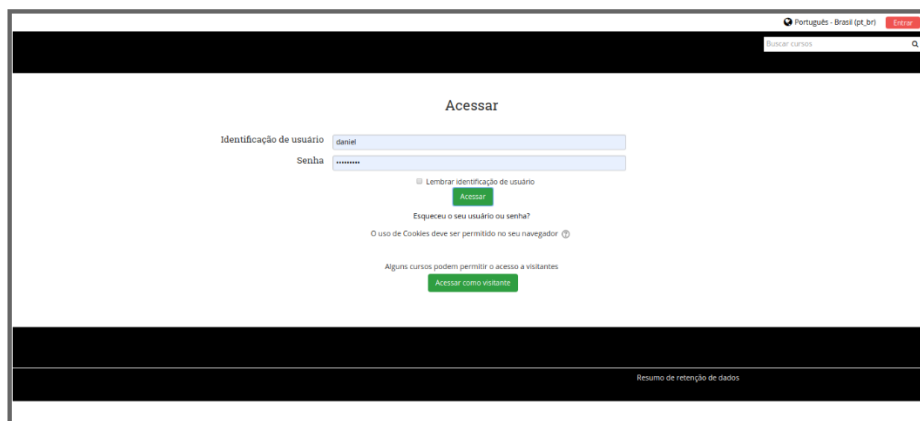 Português - Brasil (pt_br) Entrar
Buscar cursos
Acessar
Identificação de usuário daniel
Senha •••••••••
Lembrar identificação de usuário
Acessar
Esqueceu o seu usuário ou senha?
O uso de Cookies deve ser permitido no seu navegador
Alguns cursos podem permitir o acesso a visitantes
Acessar como visitante
Resumo de retenção de dados